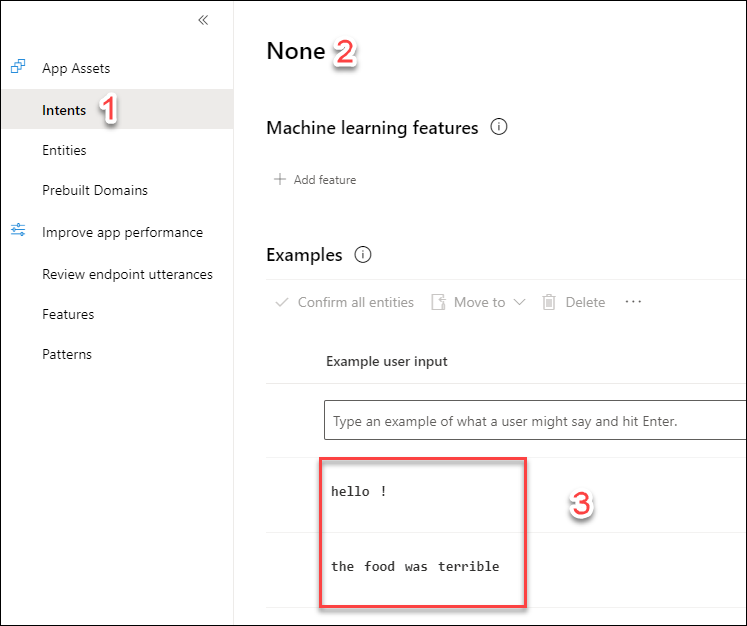 «
App Assets
Intents 1
Entities
Prebuilt Domains
Improve app performance
Review endpoint utterances
Features
Patterns
None 2
Machine learning features
Add feature
Examples
Confirm all entities Move to Delete ...
Example user input
Type an example of what a user might say and hit Enter.
hello !
3
the food was terrible